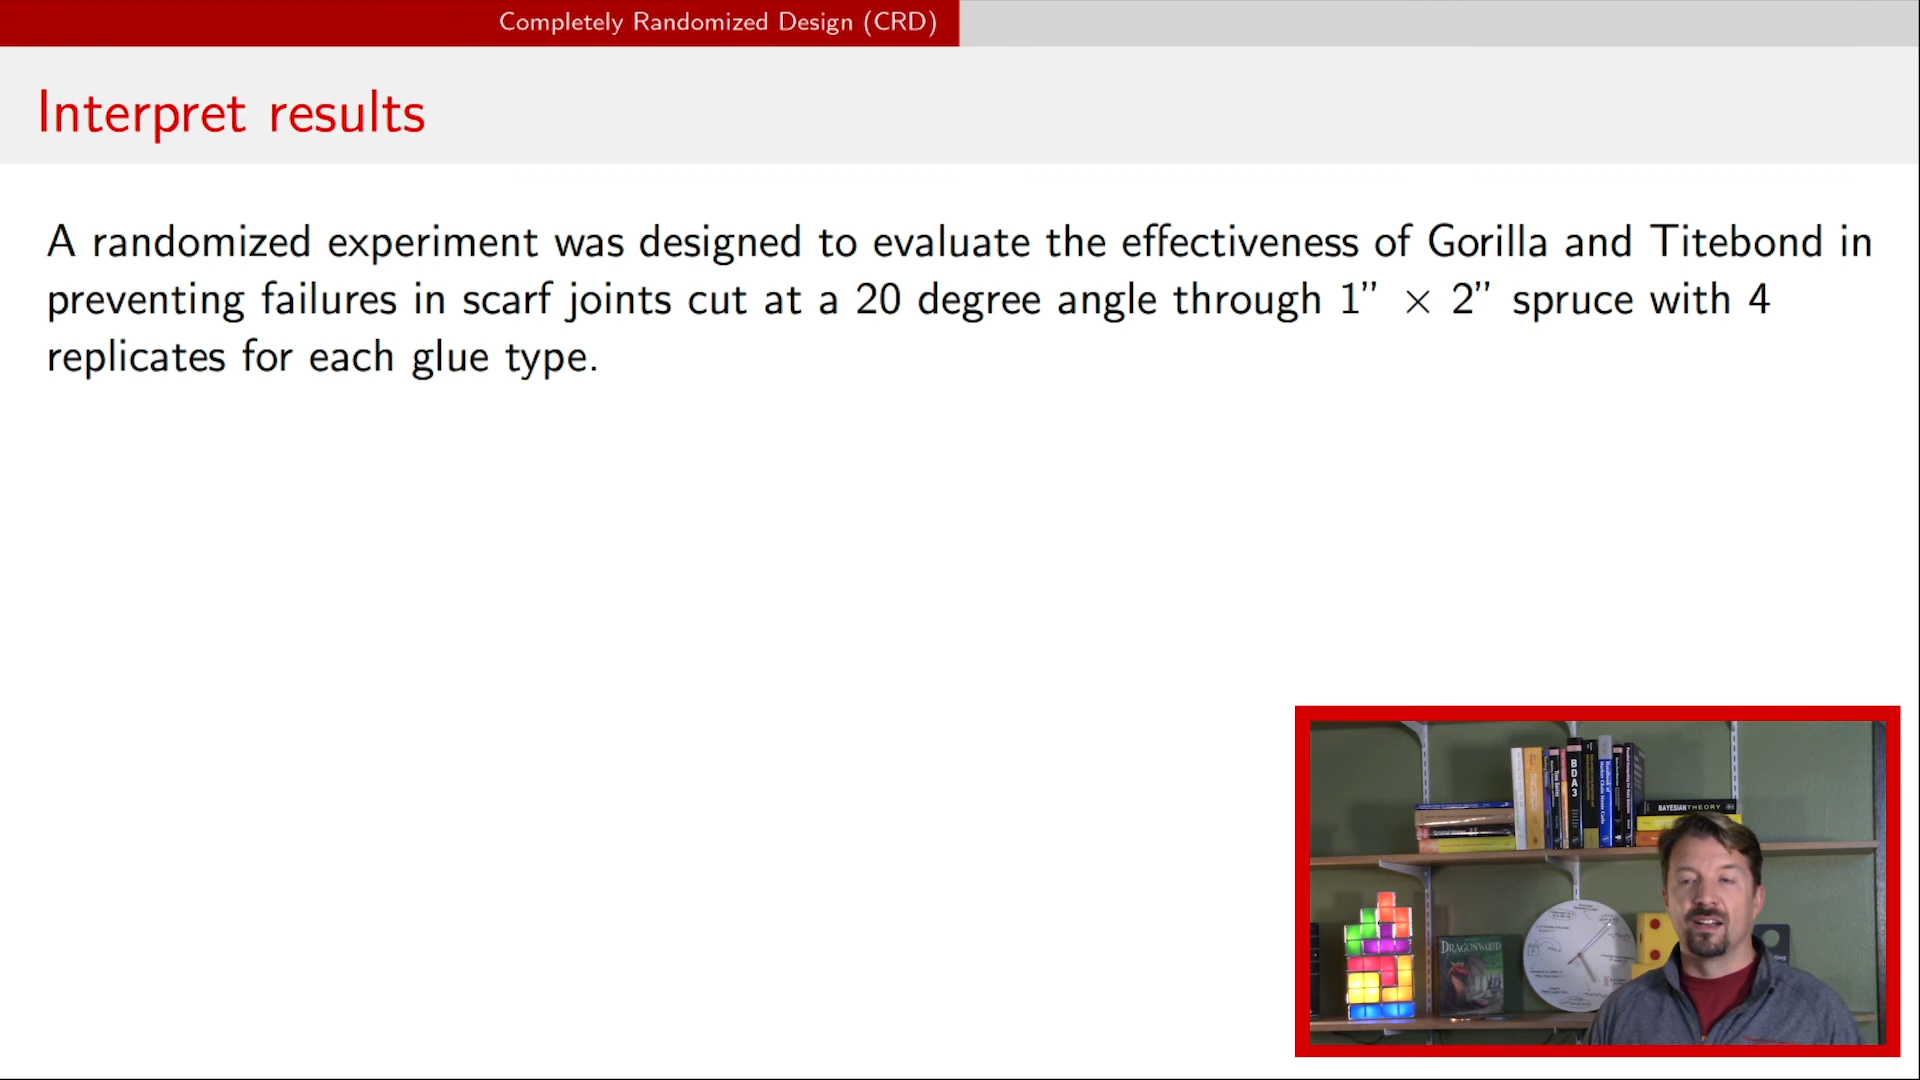 Completely Randomized Design (CRD)
Interpret results
A randomized experiment was designed to evaluate the effectiveness of Gorilla and Titebond in
preventing failures in scarf joints cut at a 20 degree angle through 1” × 2” spruce with 4
replicates for each glue type.
BDA3
BAYESIAN THEORY
DRAGONWOOD